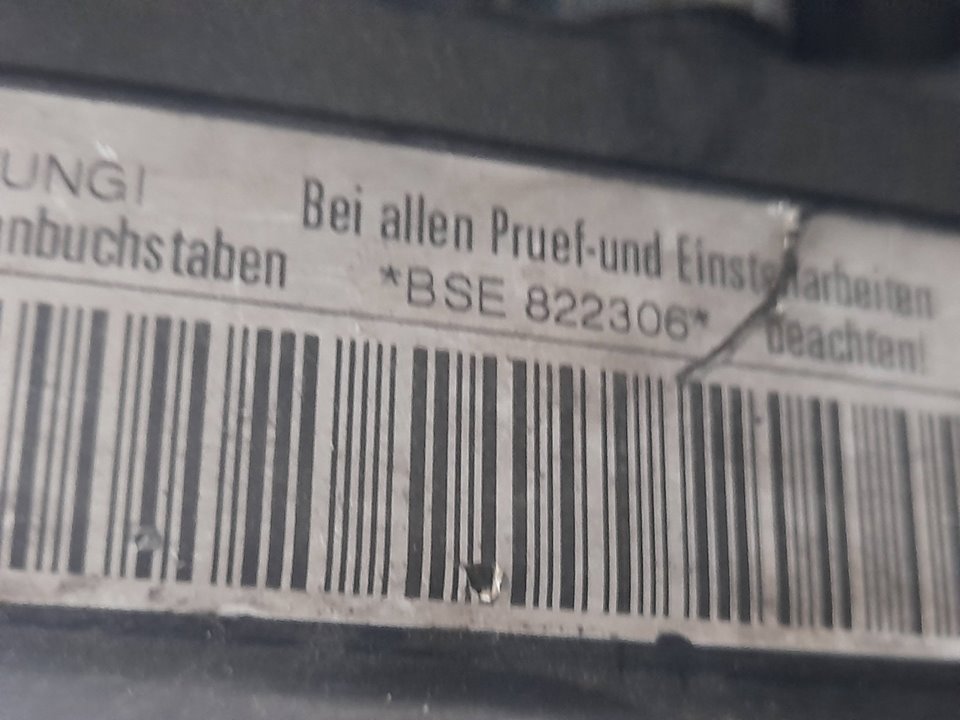 UNG! Bei allen Pruef-und Einstellarbeiten
nbuchstaben *BSE 822306* beachten!